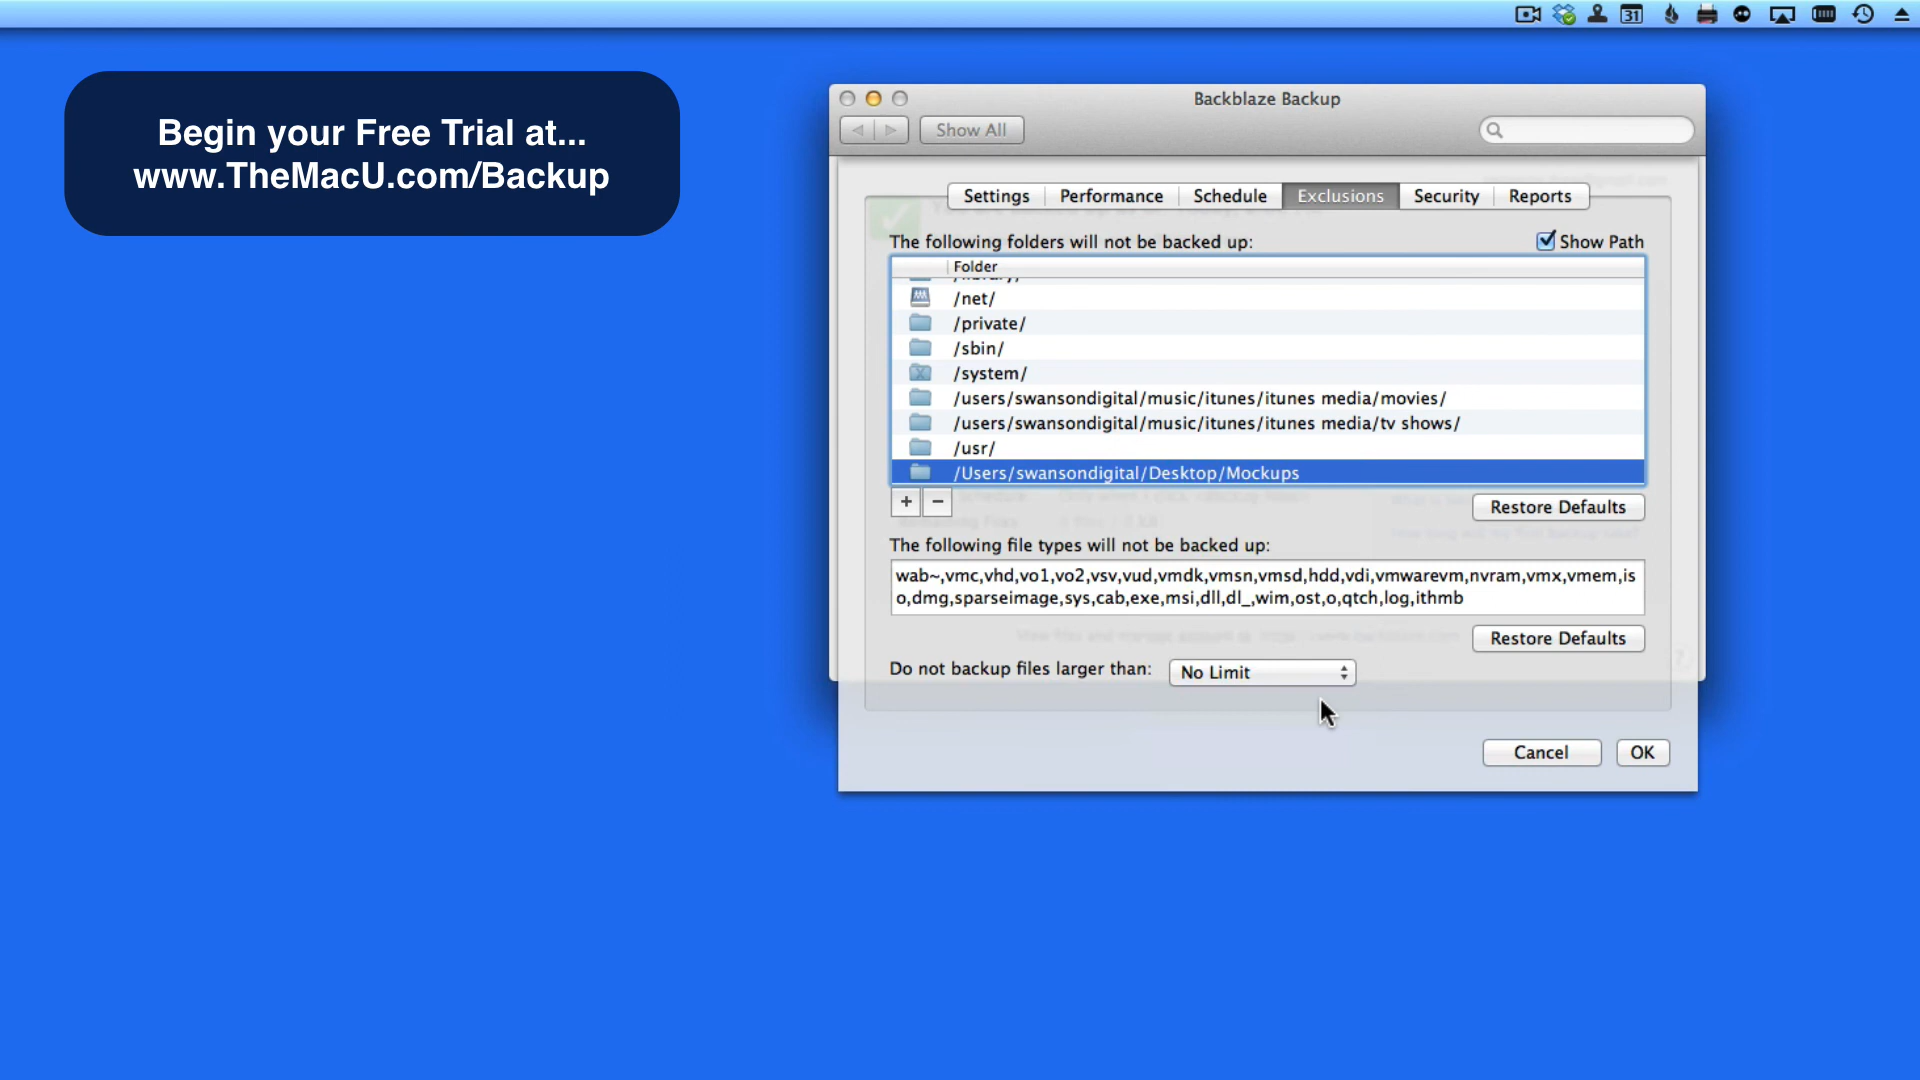 31
Begin your Free Trial at...
www.TheMacU.com/Backup
Backblaze Backup
Show All
Settings Performance Schedule Exclusions Security Reports
The following folders will not be backed up:
Show Path
Folder
/library/
/net/
/private/
/sbin/
/system/
/users/swansondigital/music/itunes/itunes media/movies/
/users/swansondigital/music/itunes/itunes media/tv shows/
/usr/
/Users/swansondigital/Desktop/Mockups
+ −
Restore Defaults
The following file types will not be backed up:
wab~,vmc,vhd,vo1,vo2,vsv,vud,vmdk,vmsn,vmsd,hdd,vdi,vmwarevm,nvram,vmx,vmem,is
o,dmg,sparseimage,sys,cab,exe,msi,dll,dl_,wim,ost,o,qtch,log,ithmb
Restore Defaults
Do not backup files larger than: No Limit
Cancel OK